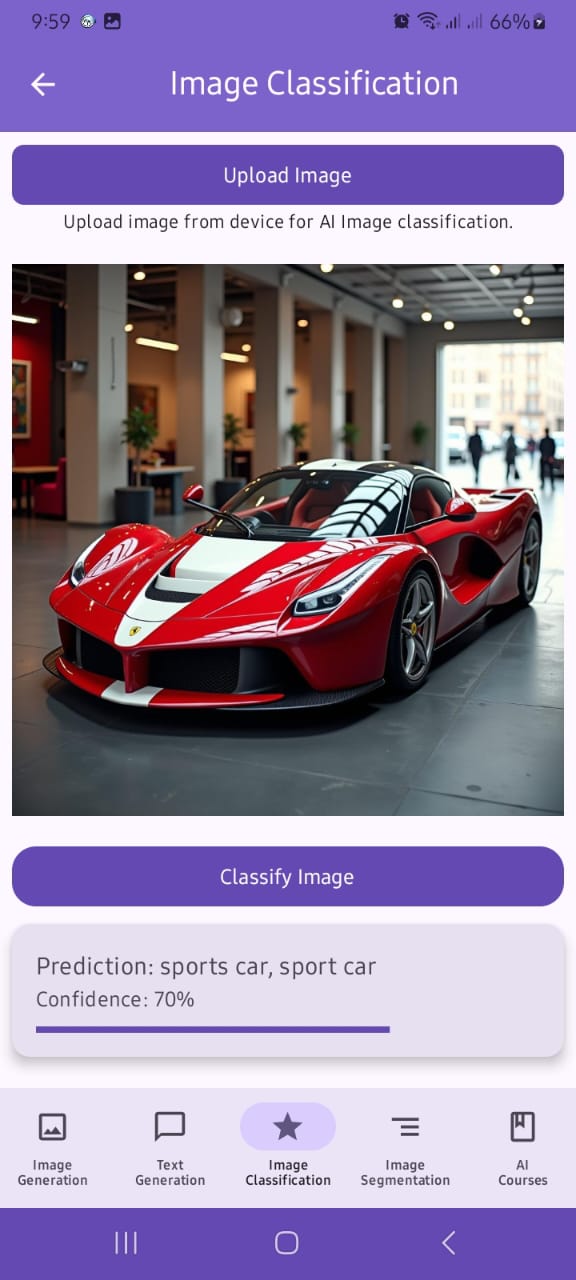 9:59
66%
Image Classification
Upload Image
Upload image from device for AI Image classification.
Classify Image
Prediction: sports car, sport car
Confidence: 70%
Image
Generation
Text
Generation
Image
Classification
Image
Segmentation
AI
Courses